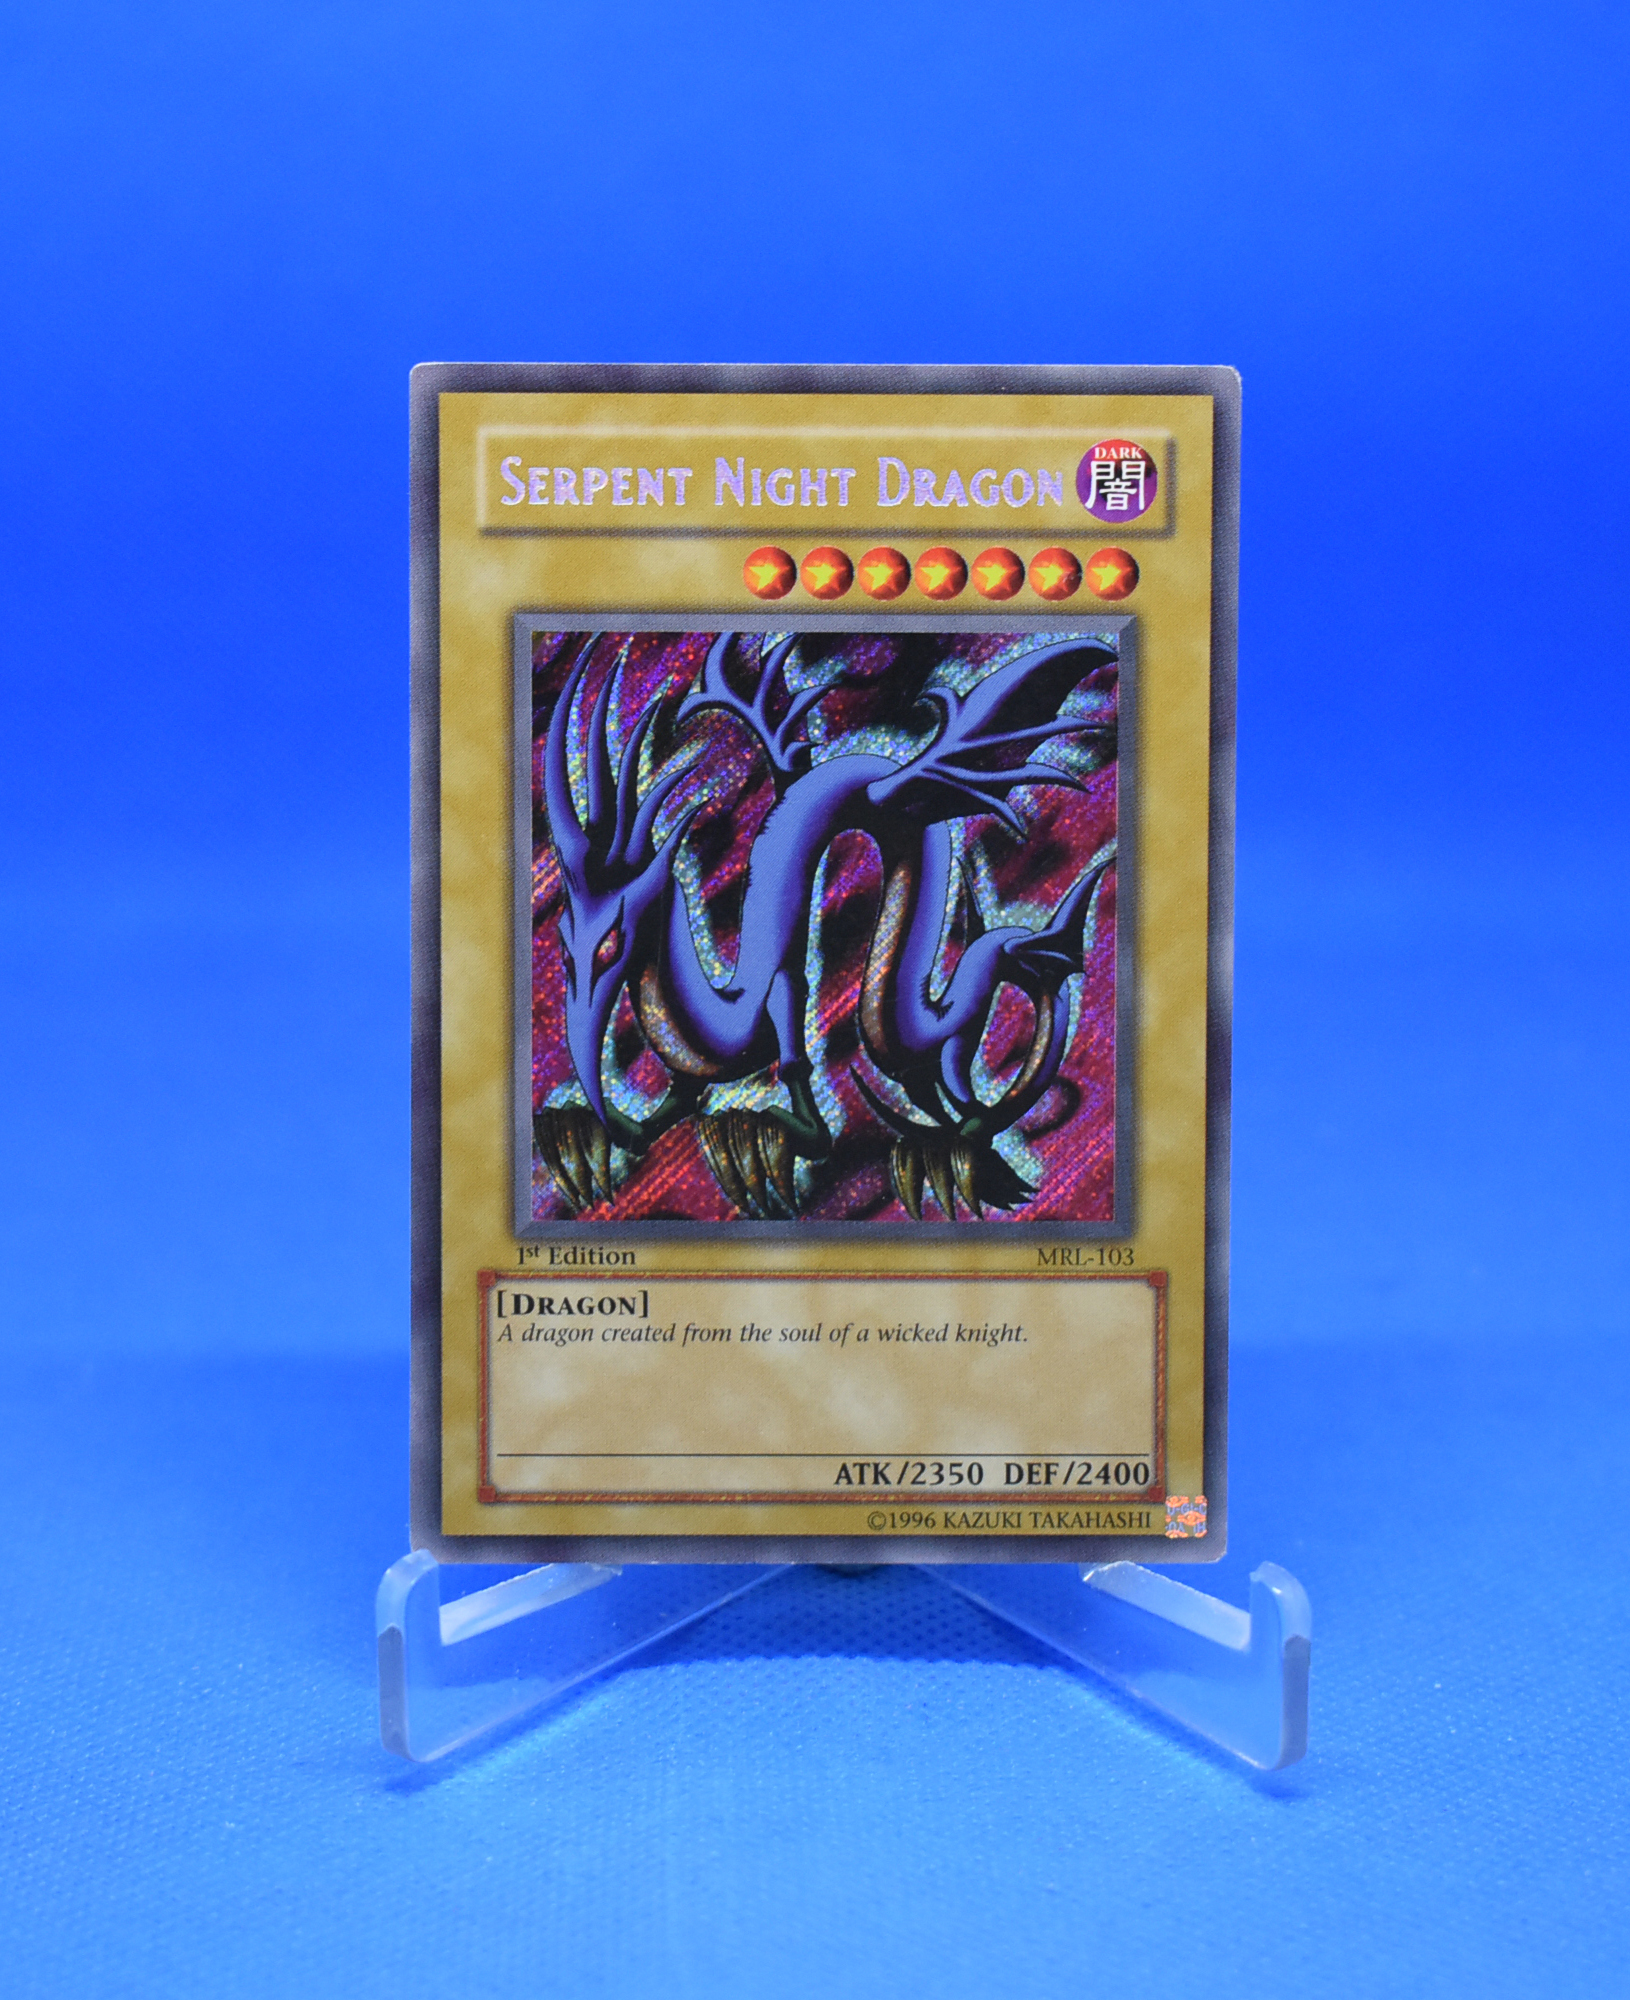 SERPENT NIGHT DRAGON
DARK
闇
1st Edition
MRL-103
[DRAGON]
A dragon created from the soul of a wicked knight.
ATK/2350 DEF/2400
©1996 KAZUKI TAKAHASHI